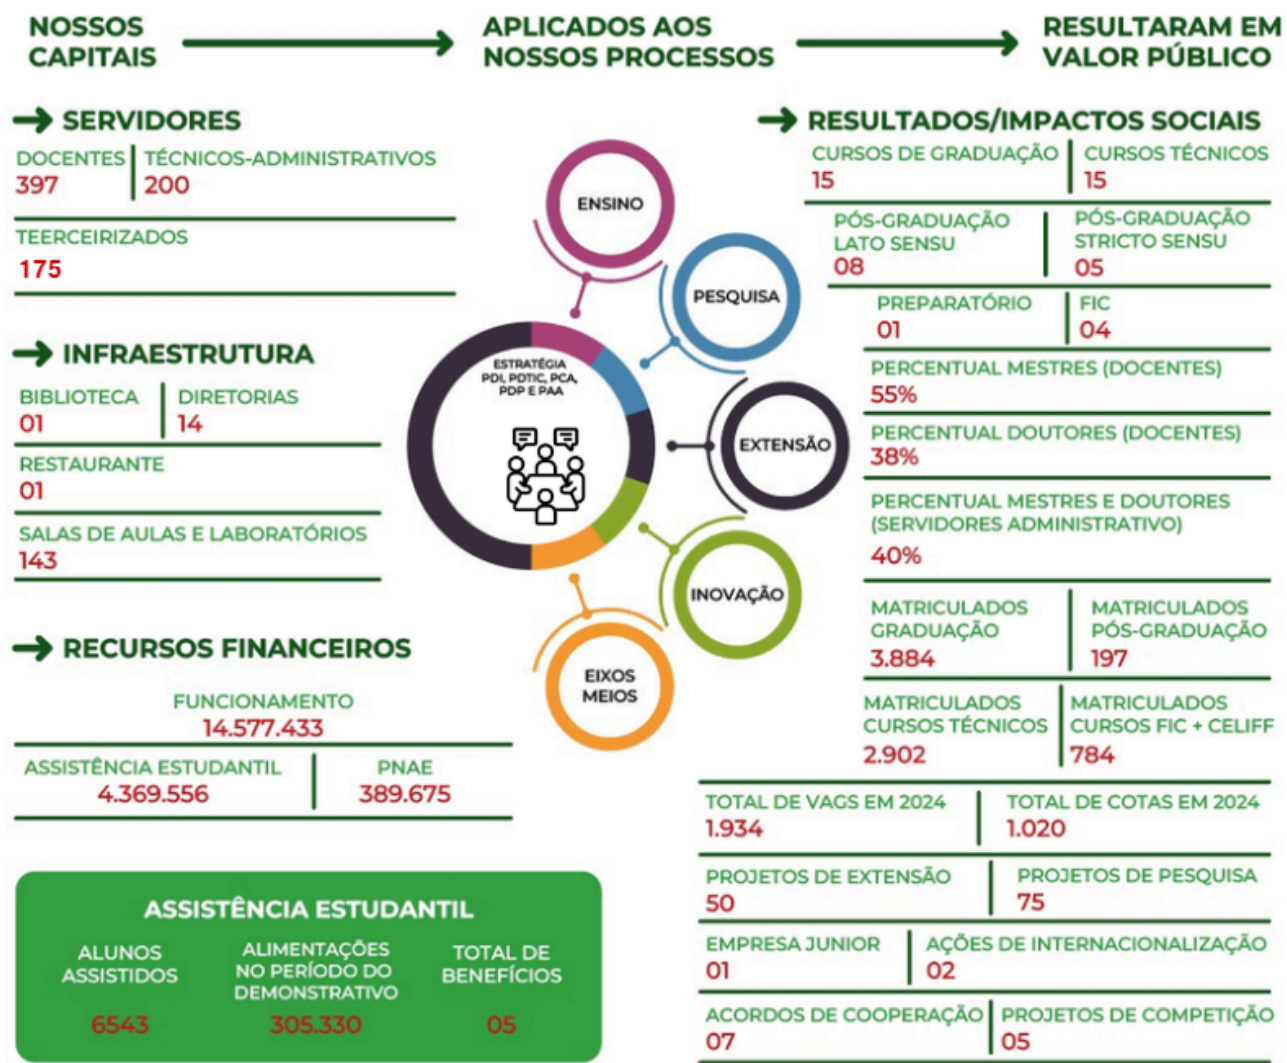 NOSSOS
CAPITAIS
APLICADOS AOS
NOSSOS PROCESSOS
RESULTARAM EM
VALOR PÚBLICO
SERVIDORES
DOCENTES
397
TÉCNICOS-ADMINISTRATIVOS
200
TEERCEIRIZADOS
175
INFRAESTRUTURA
BIBLIOTECA
01
DIRETORIAS
14
RESTAURANTE
01
SALAS DE AULAS E LABORATÓRIOS
143
RECURSOS FINANCEIROS
FUNCIONAMENTO
14.577.433
ASSISTÊNCIA ESTUDANTIL
4.369.556
PNAE
389.675
ASSISTÊNCIA ESTUDANTIL
ALUNOS
ASSISTIDOS
6543
ALIMENTAÇÕES
NO PERÍODO DO
DEMONSTRATIVO
305.330
TOTAL DE
BENEFÍCIOS
05
ESTRATÉGIA
PDI, PDTIC, PCA,
PDP E PAA
ENSINO
PESQUISA
EXTENSÃO
INOVAÇÃO
EIXOS
MEIOS
RESULTADOS/IMPACTOS SOCIAIS
CURSOS DE GRADUAÇÃO
15
CURSOS TÉCNICOS
15
PÓS-GRADUAÇÃO
LATO SENSU
08
PÓS-GRADUAÇÃO
STRICTO SENSU
05
PREPARATÓRIO
01
FIC
04
PERCENTUAL MESTRES (DOCENTES)
55%
PERCENTUAL DOUTORES (DOCENTES)
38%
PERCENTUAL MESTRES E DOUTORES
(SERVIDORES ADMINISTRATIVO)
40%
MATRICULADOS
GRADUAÇÃO
3.884
MATRICULADOS
PÓS-GRADUAÇÃO
197
MATRICULADOS
CURSOS TÉCNICOS
2.902
MATRICULADOS
CURSOS FIC + CELIFF
784
TOTAL DE VAGS EM 2024
1.934
TOTAL DE COTAS EM 2024
1.020
PROJETOS DE EXTENSÃO
50
PROJETOS DE PESQUISA
75
EMPRESA JUNIOR
01
AÇÕES DE INTERNACIONALIZAÇÃO
02
ACORDOS DE COOPERAÇÃO
07
PROJETOS DE COMPETIÇÃO
05